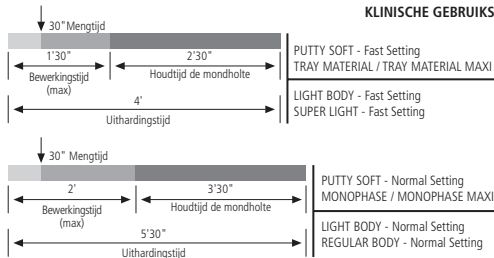 KLINISCHE GEBRUIKS
30"Mengtijd
1'30"
2'30"
Bewerkingstijd
(max)
Houdtijd de mondholte
4'
Uithardingstijd
PUTTY SOFT - Fast Setting
TRAY MATERIAL / TRAY MATERIAL MAXI
LIGHT BODY - Fast Setting
SUPER LIGHT - Fast Setting
30" Mengtijd
2'
3'30"
Bewerkingstijd
(max)
Houdtijd de mondholte
5'30"
Uithardingstijd
PUTTY SOFT - Normal Setting
MONOPHASE / MONOPHASE MAXI
LIGHT BODY - Normal Setting
REGULAR BODY - Normal Setting